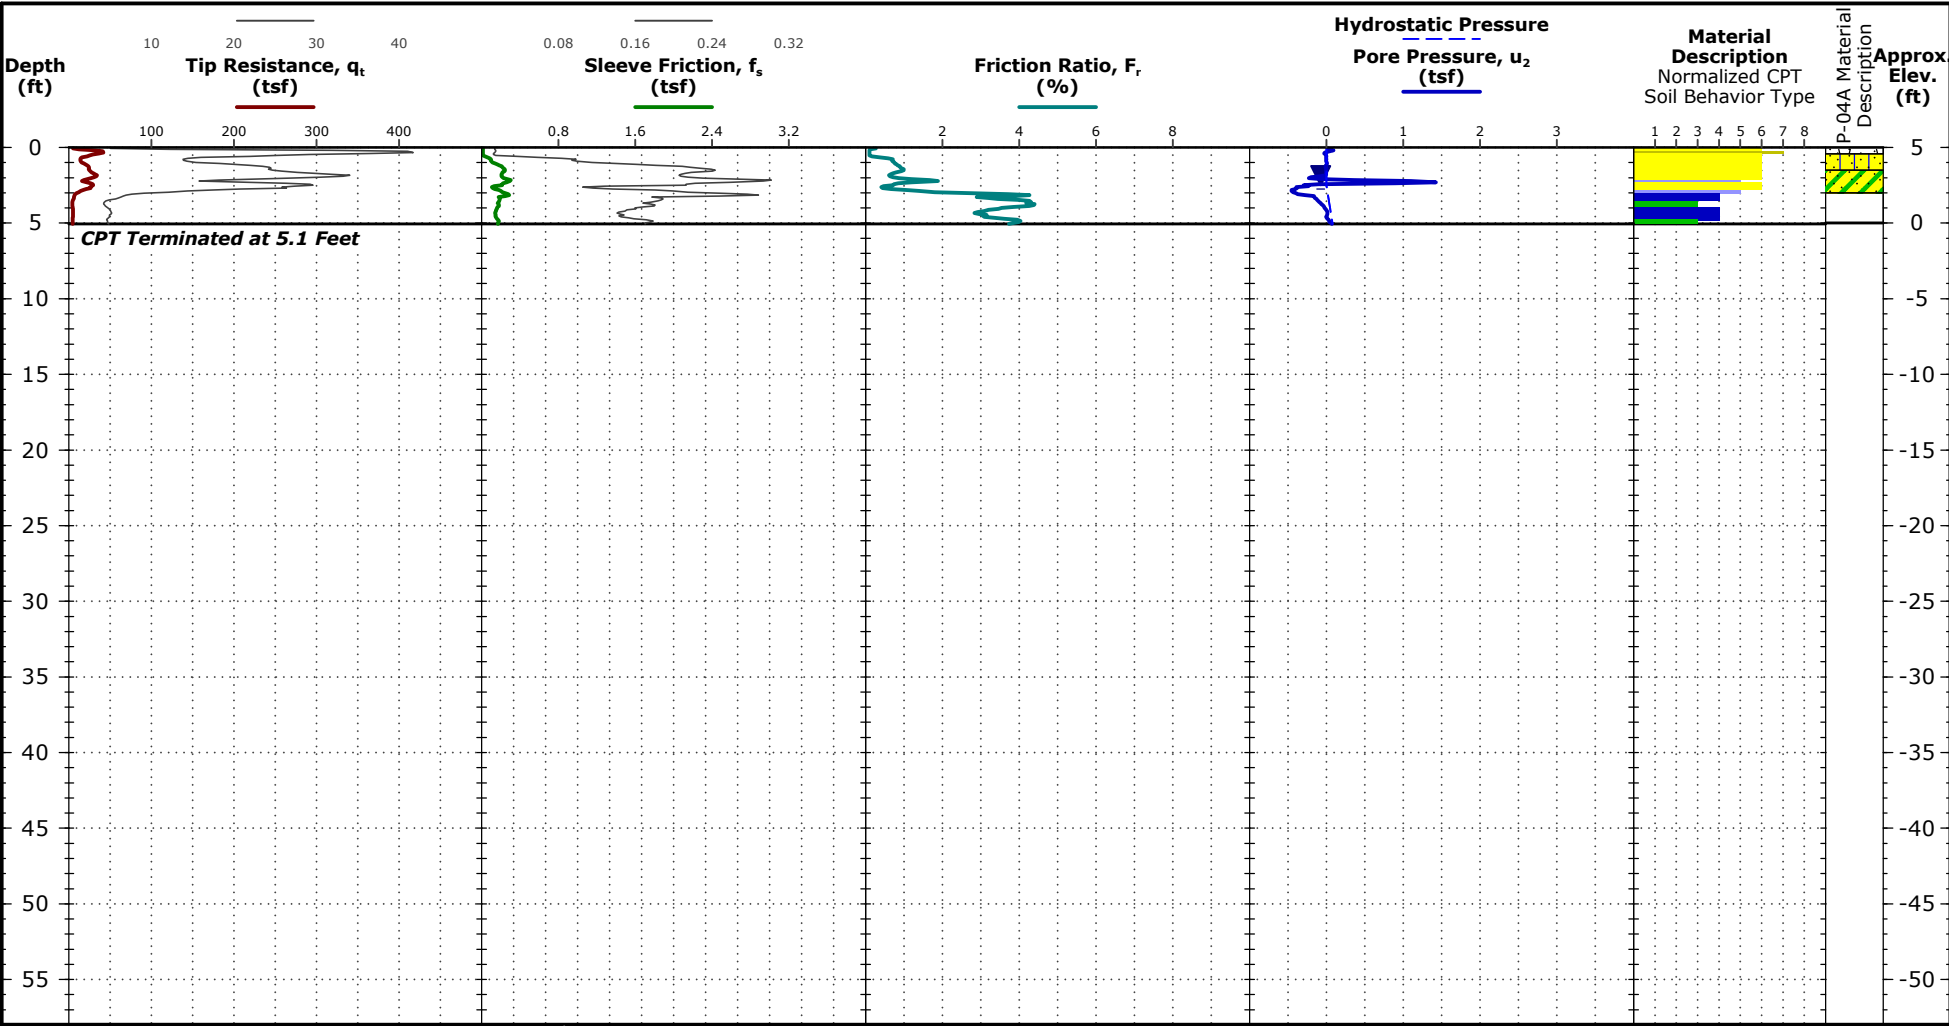 10 20 30 40
0.08 0.16 0.24 0.32
Depth
(ft)
Tip Resistance, qt
(tsf)
100 200 300 400
Sleeve Friction, fs
(tsf)
0.8 1.6 2.4 3.2
Friction Ratio, Fr
(%)
2 4 6 8
Hydrostatic Pressure
Pore Pressure, u2
(tsf)
0 1 2 3
Material
Description
Normalized CPT
Soil Behavior Type
1 2 3 4 5 6 7 8
P-04A Material
Description
Approx.
Elev.
(ft)
0 5
5 0
CPT Terminated at 5.1 Feet
10 -5
15 -10
20 -15
25 -20
30 -25
35 -30
40 -35
45 -40
50 -45
55 -50